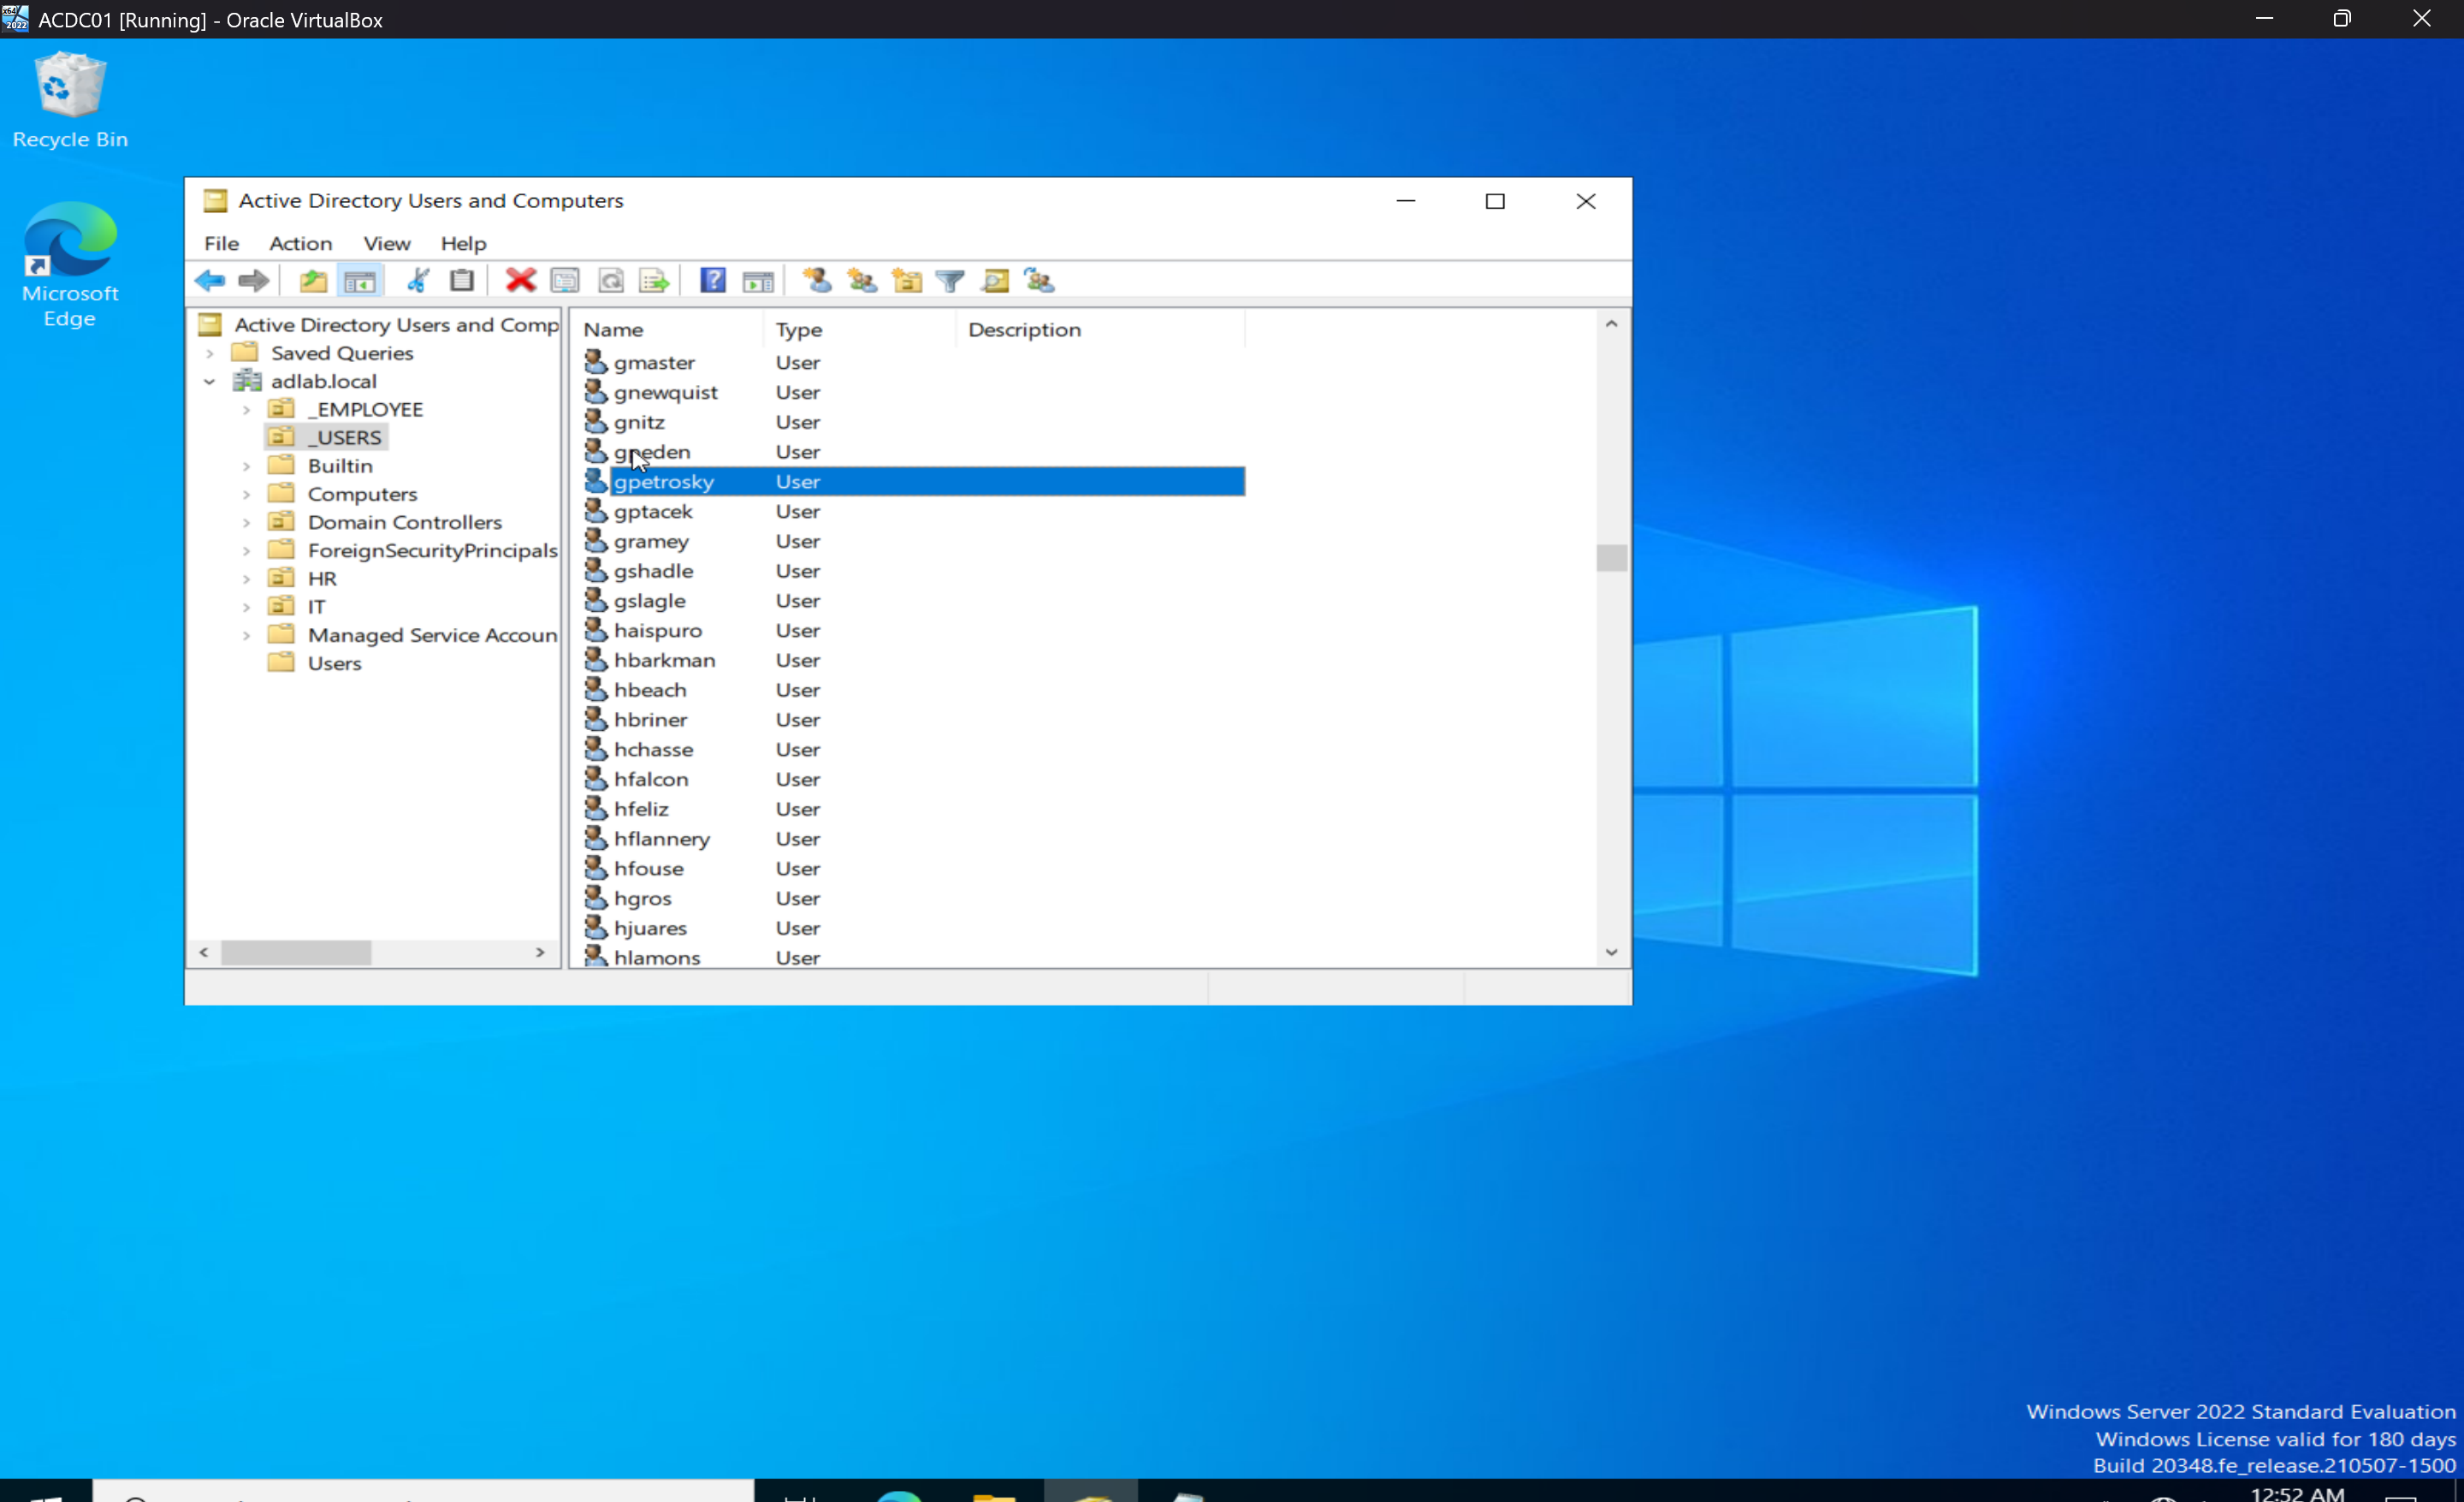 x64
2022
ACDC01 [Running] - Oracle VirtualBox
Recycle Bin
Microsoft
Edge
Active Directory Users and Computers
File Action View Help
Active Directory Users and Comp
Saved Queries
adlab.local
_EMPLOYEE
_USERS
Builtin
Computers
Domain Controllers
ForeignSecurityPrincipals
HR
IT
Managed Service Accoun
Users
Name Type Description
gmaster User
gnewquist User
gnitz User
gpeden User
gpetrosky User
gptacek User
gramey User
gshadle User
gslagle User
haispuro User
hbarkman User
hbeach User
hbriner User
hchasse User
hfalcon User
hfeliz User
hflannery User
hfouse User
hgros User
hjuares User
hlamons User
Windows Server 2022 Standard Evaluation
Windows License valid for 180 days
Build 20348.fe_release.210507-1500
12:52 AM